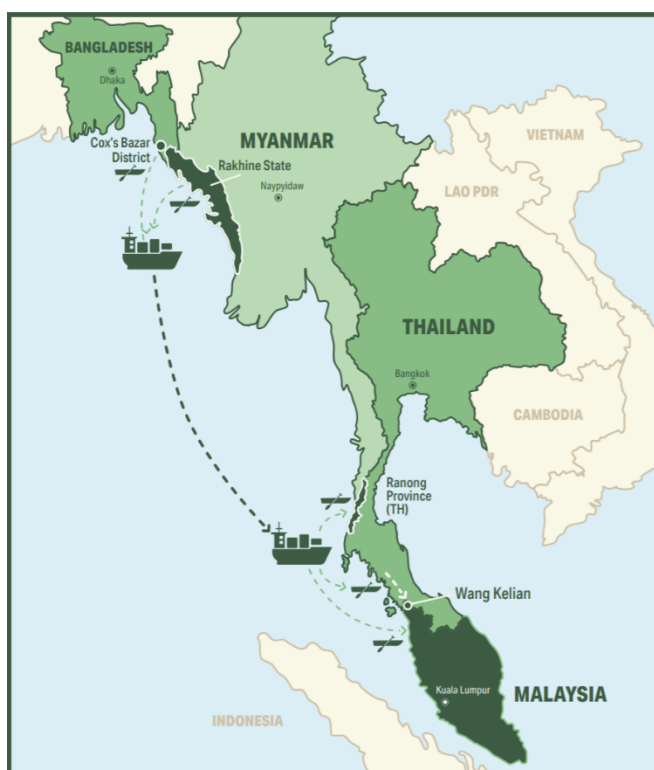 BANGLADESH
Dhaka
Cox's Bazar
District
MYANMAR
Rakhine State
Naypyidaw
VIETNAM
LAO PDR
THAILAND
Bangkok
CAMBODIA
Ranong
Province
(TH)
Wang Kelian
Kuala Lumpur
MALAYSIA
INDONESIA